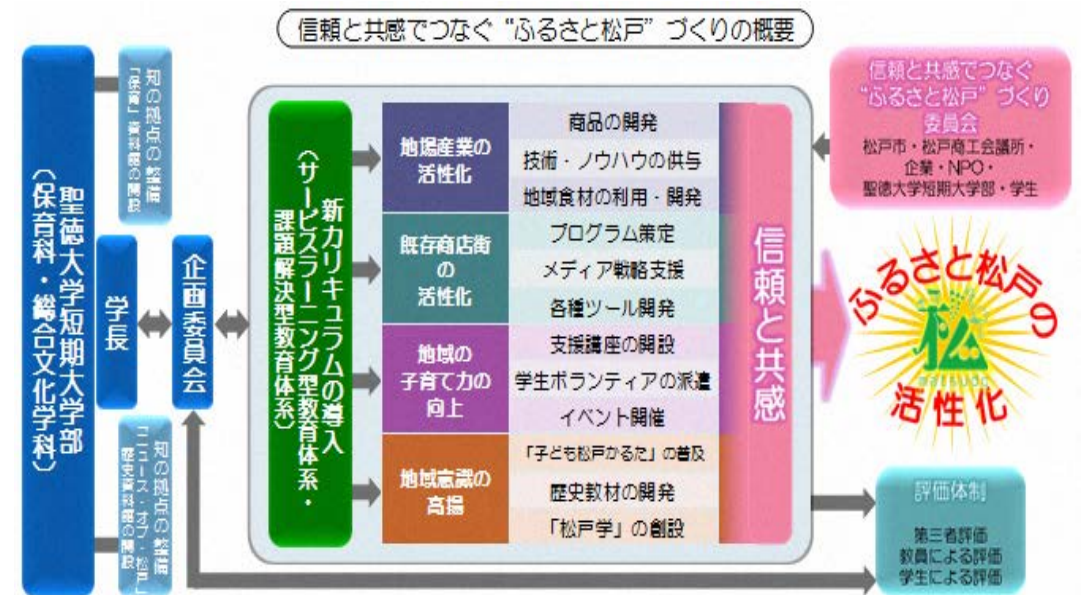 信頼と共感でつなぐ“ふるさと松戸”づくりの概要
聖徳大学短期大学部
（保育科・総合文化学科）
知の拠点の整備
「保育」資料館の開設
学長
知の拠点の整備
「ニュース・オブ・松戸」
歴史資料館の開設
企画委員会
新カリキュラムの導入
（サービスラーニング型教育体系・
課題解決型教育体系）
地場産業の
活性化
商品の開発
技術・ノウハウの供与
地域食材の利用・開発
既存商店街
の
活性化
プログラム策定
メディア戦略支援
各種ツール開発
地域の
子育て力の
向上
支援講座の開設
学生ボランティアの派遣
イベント開催
地域意識の
高揚
「子ども松戸かるた」の普及
歴史教材の開発
「松戸学」の創設
信頼と共感
信頼と共感でつなぐ
“ふるさと松戸”づくり
委員会
松戸市・松戸商工会議所・
企業・NPO・
聖徳大学短期大学部・学生
ふるさと松戸の
松
matsudo
活性化
評価体制
第三者評価
教員による評価
学生による評価